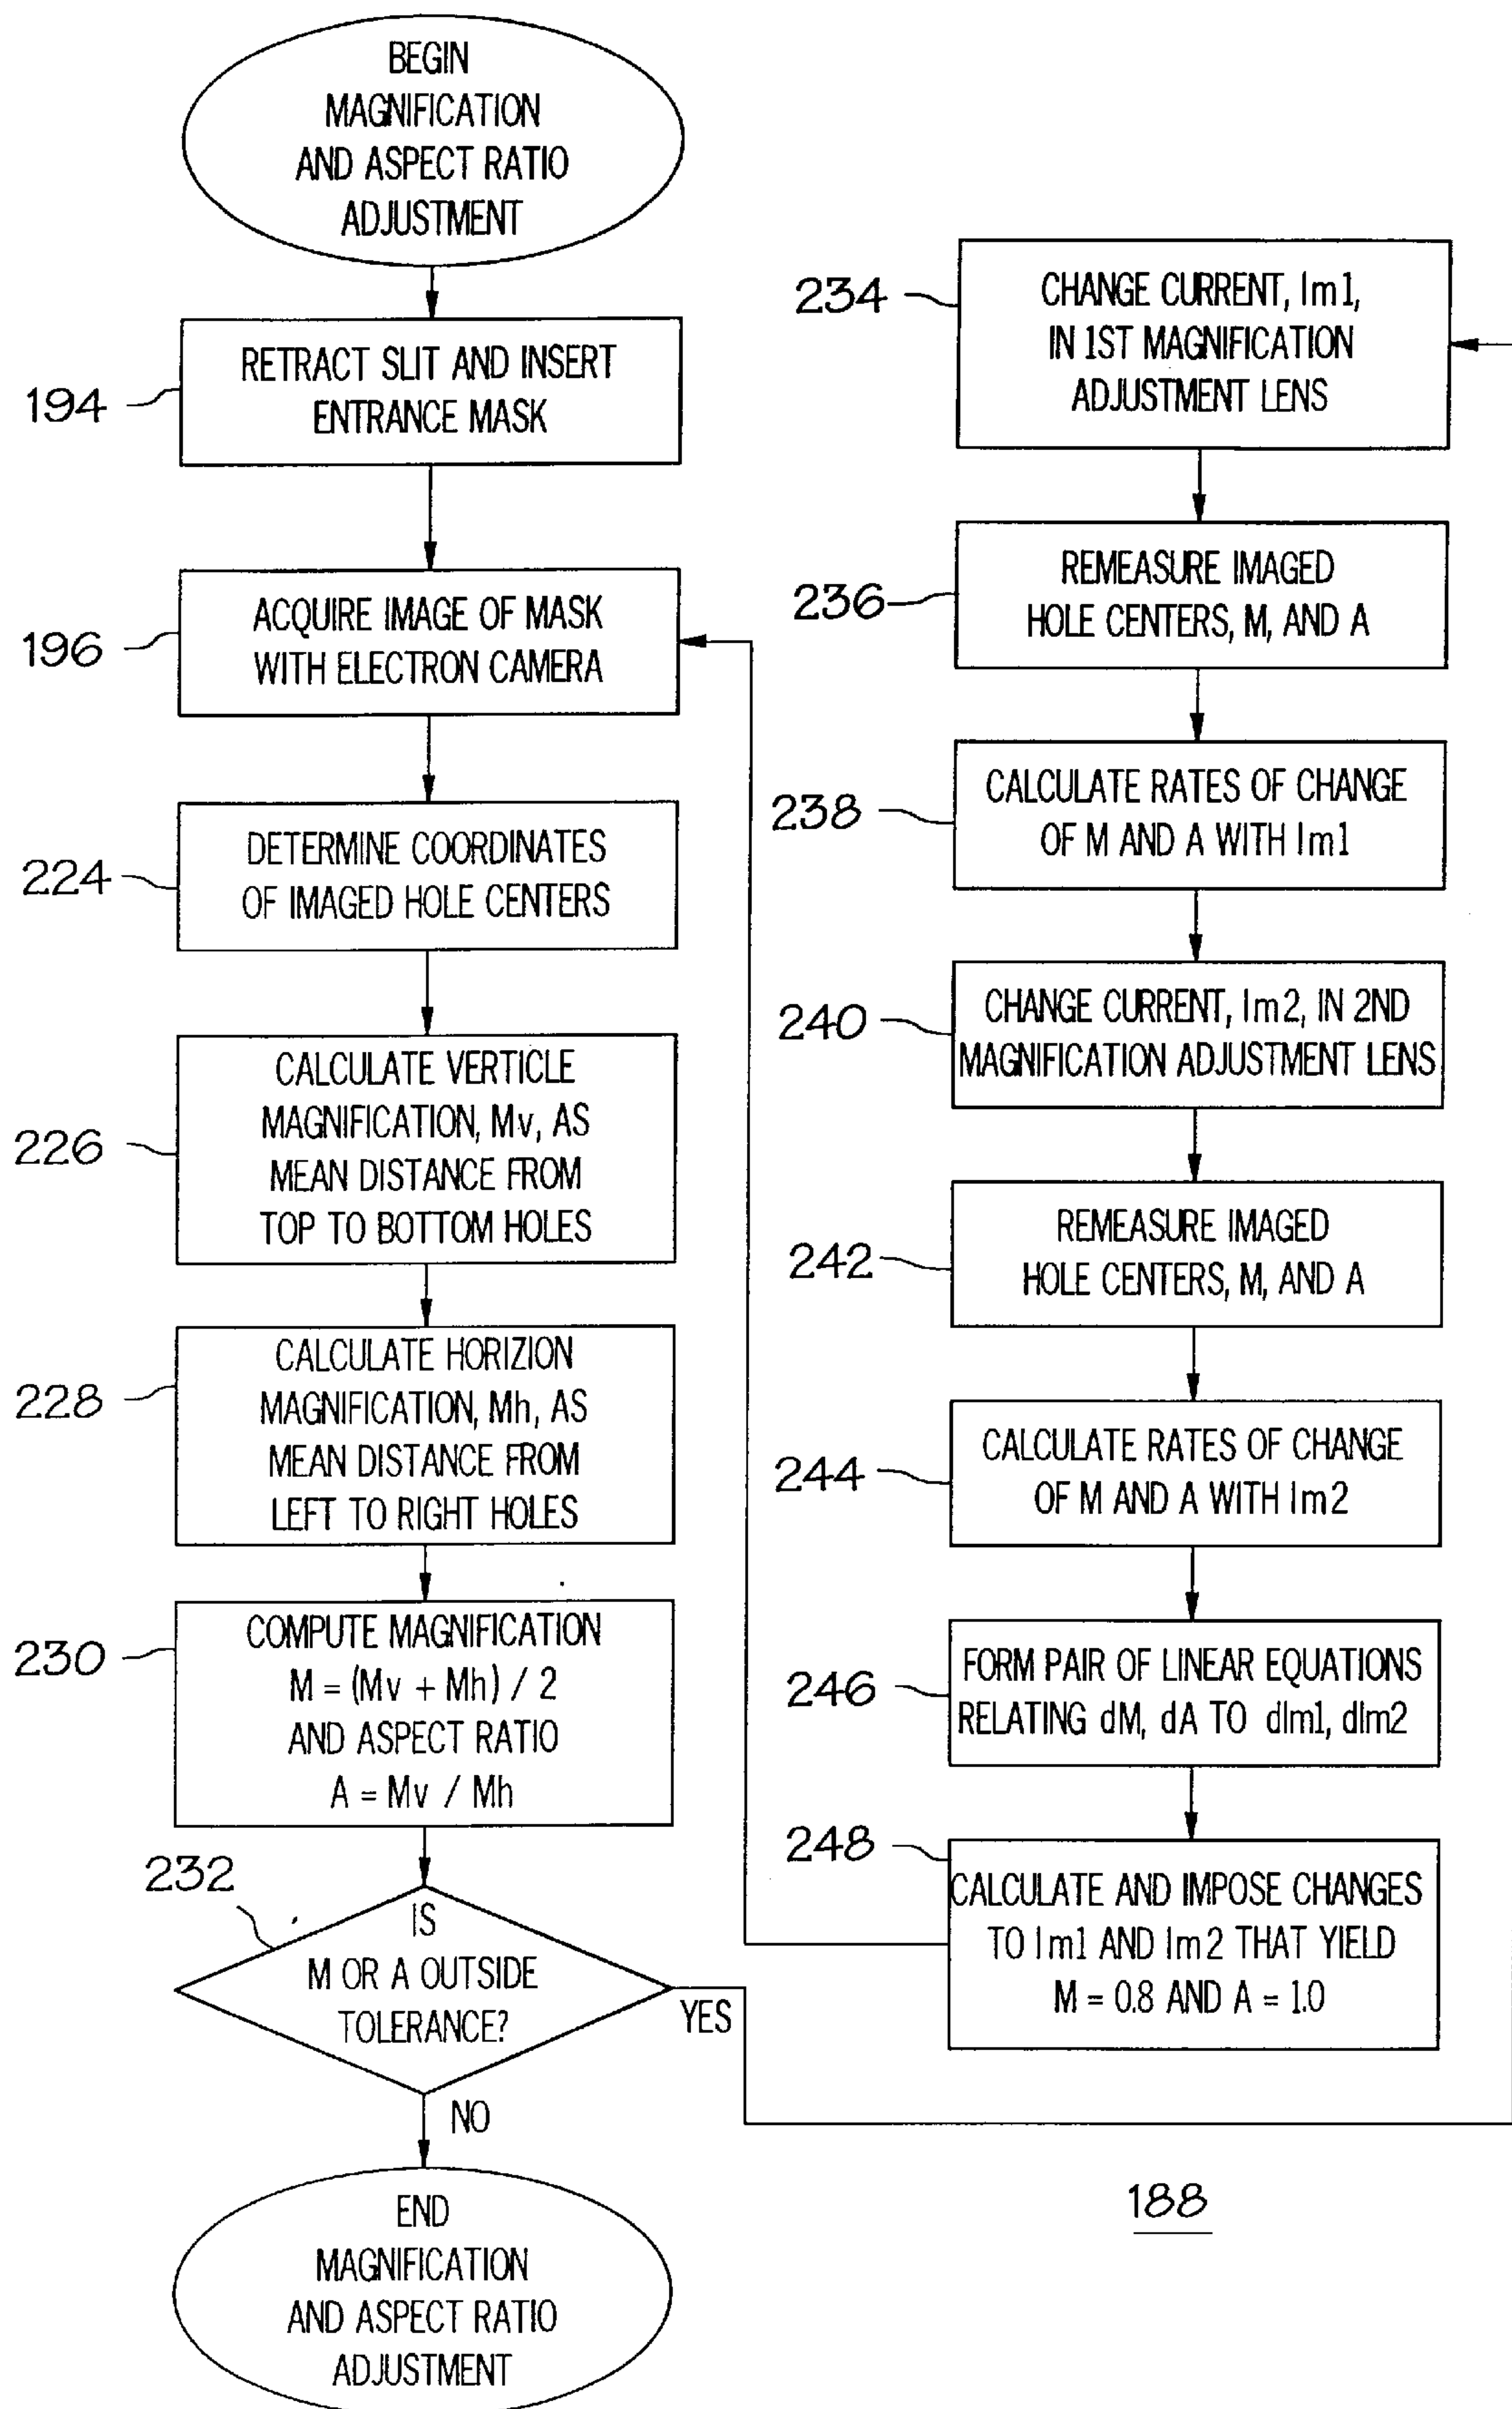 BEGIN
MAGNIFICATION
AND ASPECT RATIO
ADJUSTMENT
194
RETRACT SLIT AND INSERT
ENTRANCE MASK
196
ACQUIRE IMAGE OF MASK
WITH ELECTRON CAMERA
224
DETERMINE COORDINATES
OF IMAGED HOLE CENTERS
226
CALCULATE VERTICLE
MAGNIFICATION, Mv, AS
MEAN DISTANCE FROM
TOP TO BOTTOM HOLES
228
CALCULATE HORIZION
MAGNIFICATION, Mh, AS
MEAN DISTANCE FROM
LEFT TO RIGHT HOLES
230
COMPUTE MAGNIFICATION
M = (Mv + Mh) / 2
AND ASPECT RATIO
A = Mv / Mh
232
IS
M OR A OUTSIDE
TOLERANCE?
YES
NO
END
MAGNIFICATION
AND ASPECT RATIO
ADJUSTMENT
234
CHANGE CURRENT, Im1,
IN 1ST MAGNIFICATION
ADJUSTMENT LENS
236
REMEASURE IMAGED
HOLE CENTERS, M, AND A
238
CALCULATE RATES OF CHANGE
OF M AND A WITH Im1
240
CHANGE CURRENT, Im2, IN 2ND
MAGNIFICATION ADJUSTMENT LENS
242
REMEASURE IMAGED
HOLE CENTERS, M, AND A
244
CALCULATE RATES OF CHANGE
OF M AND A WITH Im2
246
FORM PAIR OF LINEAR EQUATIONS
RELATING dM, dA TO dIm1, dIm2
248
CALCULATE AND IMPOSE CHANGES
TO Im1 AND Im2 THAT YIELD
M = 0.8 AND A = 1.0
188